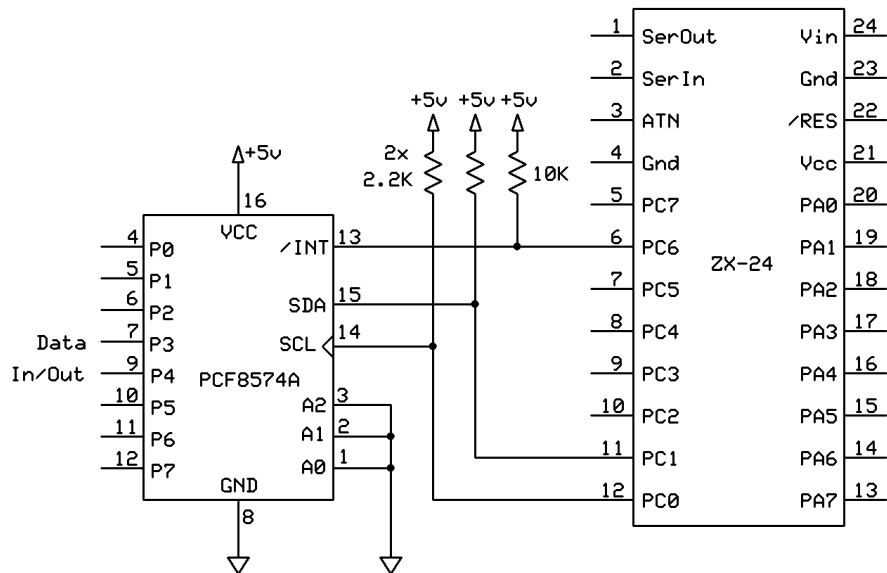 1 SerOut Vin 24
2 SerIn Gnd 23
+5v +5v +5v
3 ATN /RES 22
2x
+5v
4 Gnd Vcc 21
2.2K 10K
16
5 PC7 PA0 20
VCC
4 P0 /INT 13
6 PC6 PA1 19
ZX-24
5 P1
7 PC5 PA2 18
6 P2 SDA 15
Data 7 P3 SCL 14
8 PC4 PA3 17
In/Out 9 P4 PCF8574A
9 PC3 PA4 16
10 P5 A2 3
10 PC2 PA5 15
11 P6 A1 2
12 P7 A0 1
11 PC1 PA6 14
GND
12 PC0 PA7 13
8